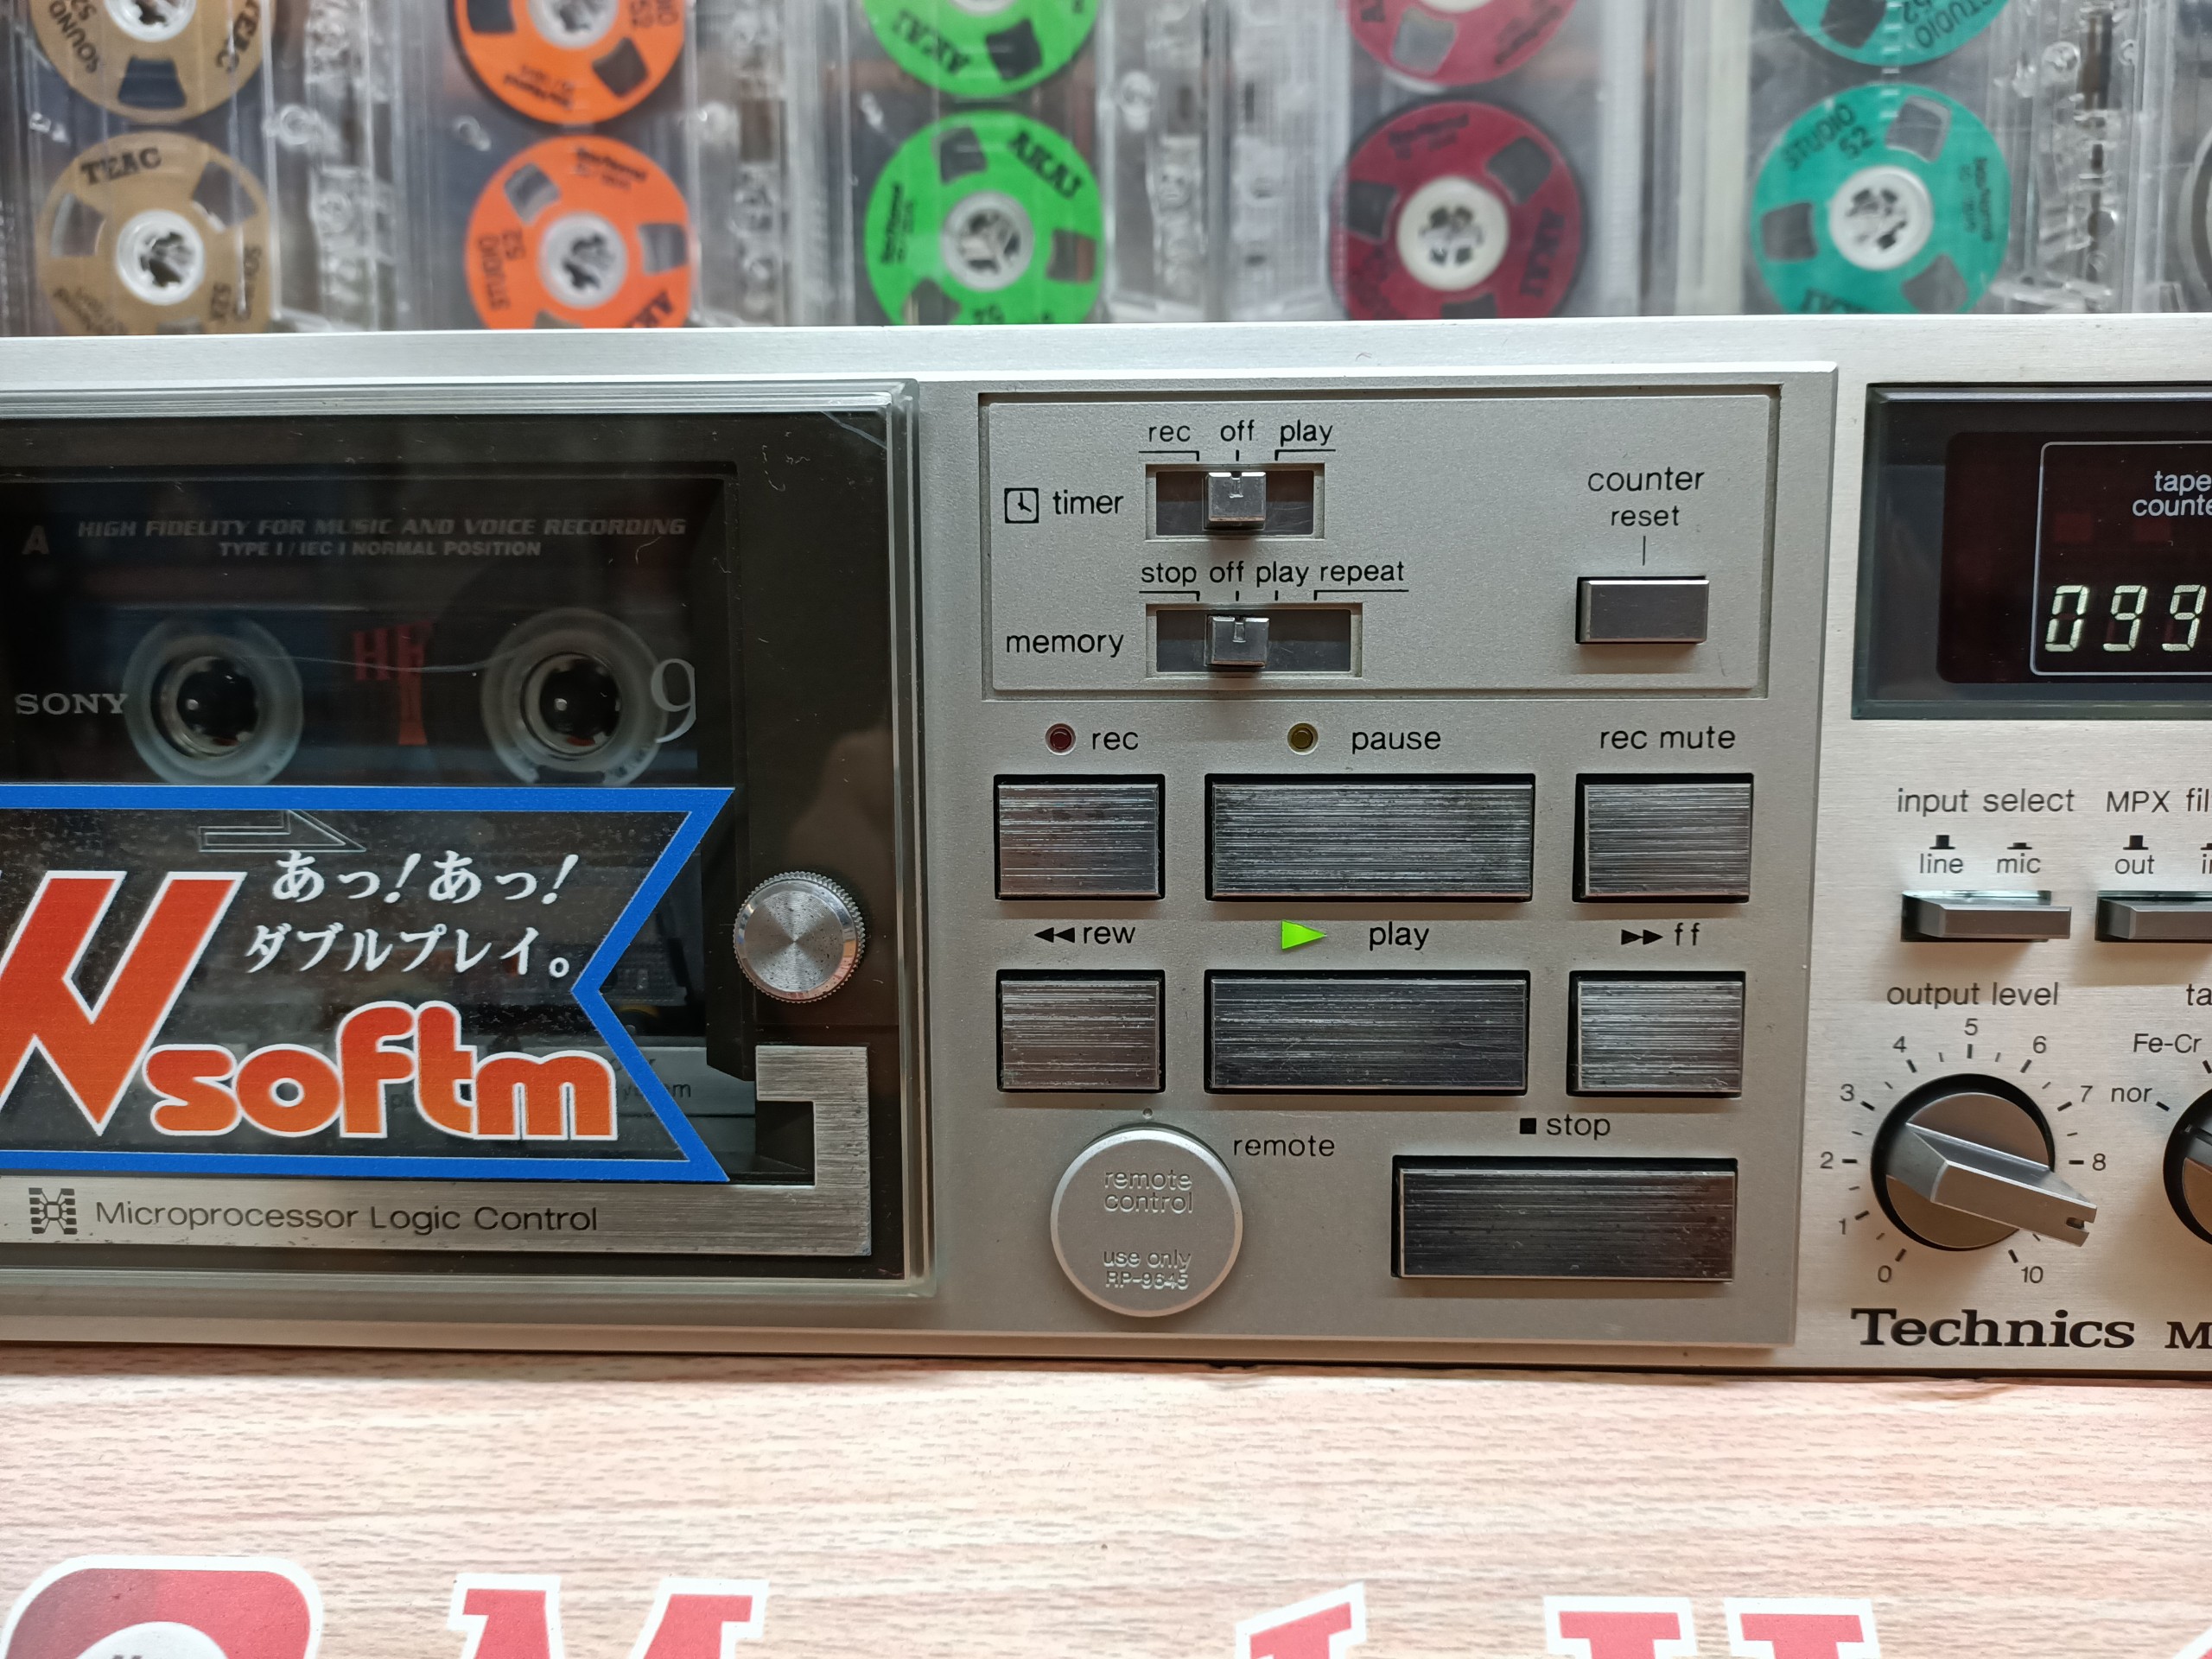 TEAC
STUDIO
52
AKAI
STUDIO
52
rec off play
timer
stop off play repeat
memory
counter
reset
tape
099
A HIGH FIDELITY FOR MUSIC AND VOICE RECORDING
TYPE I / IEC I NORMAL POSITION
SONY HF 9
あっ!あっ!
ダブルプレイ。
softm
Microprocessor Logic Control
rec pause rec mute
rew play ff
remote
stop
remote
control
use only
RP-9645
input select MPX
line mic out
output level
0 1 2 3 4 5 6 7 8 10
Fe-Cr
nor
Technics